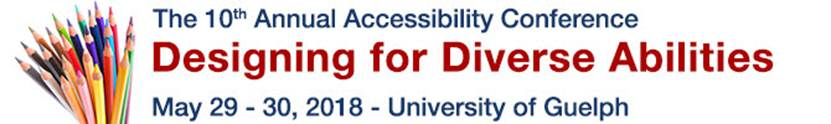 The 10th Annual Accessibility Conference
Designing for Diverse Abilities
May 29 - 30, 2018 - University of Guelph